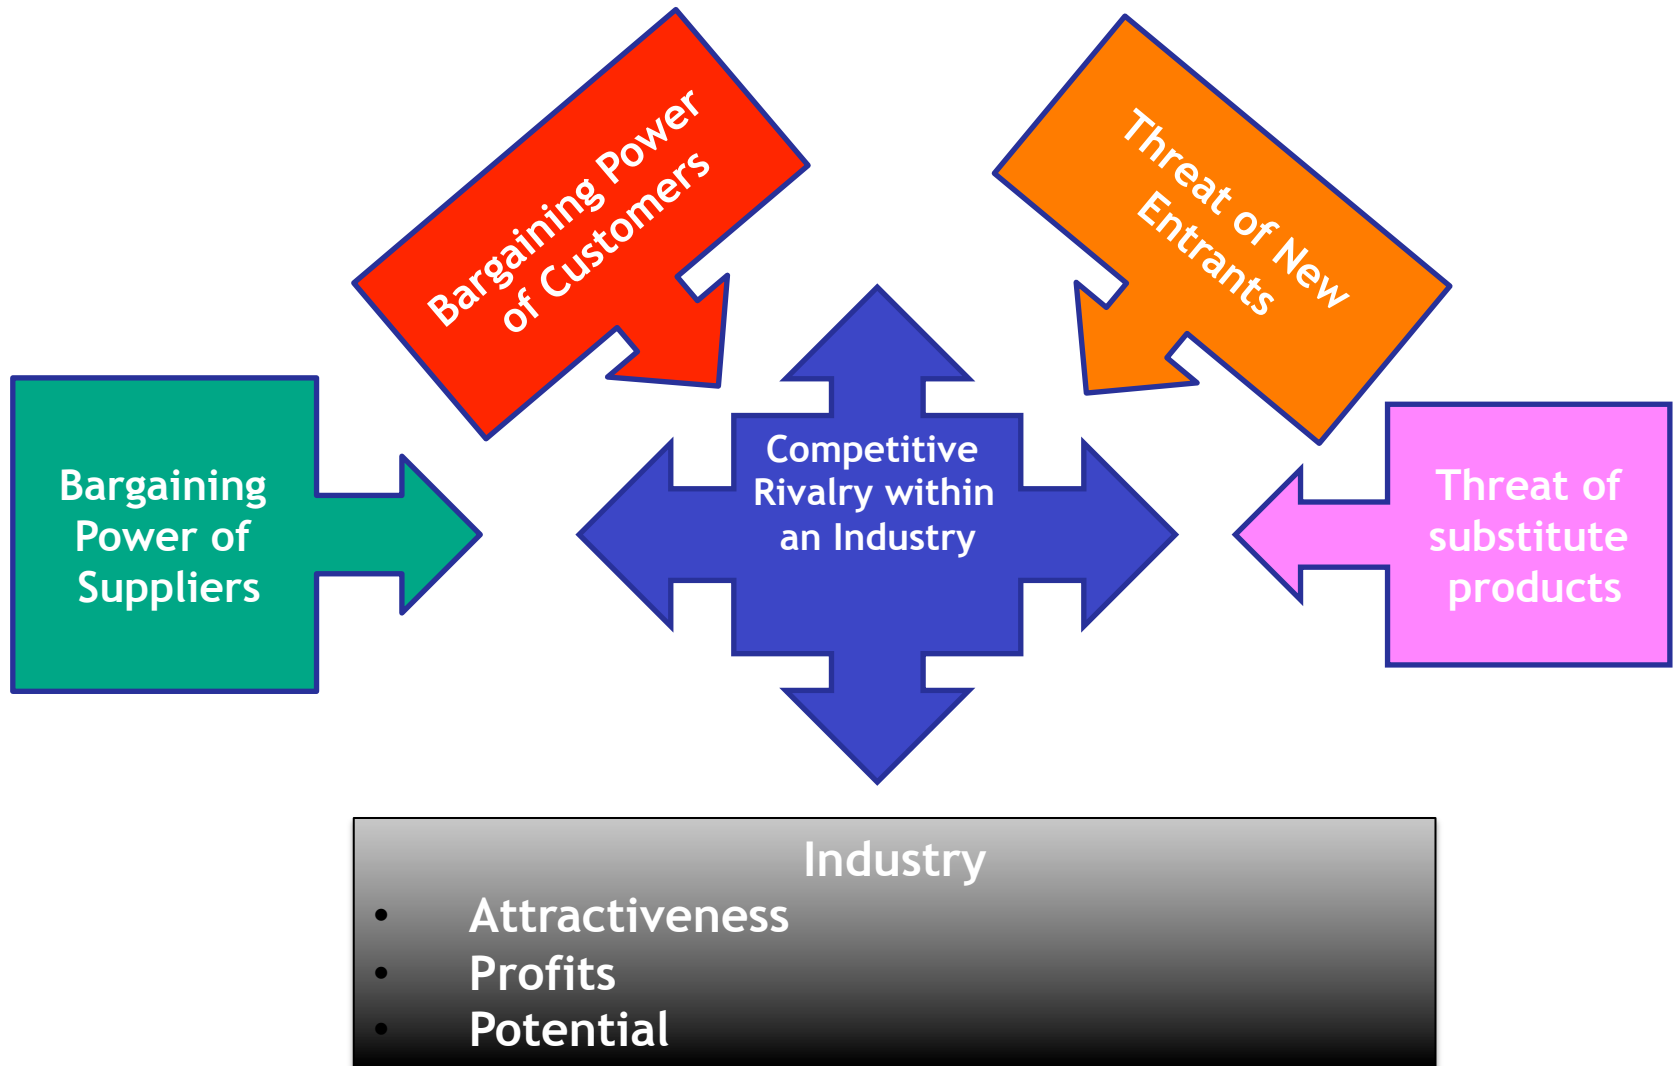 Bargaining Power
of Customers
Threat of New
Entrants
Bargaining
Power of
Suppliers
Competitive
Rivalry within
an Industry
Threat of
substitute
products
Industry
• Attractiveness
• Profits
• Potential